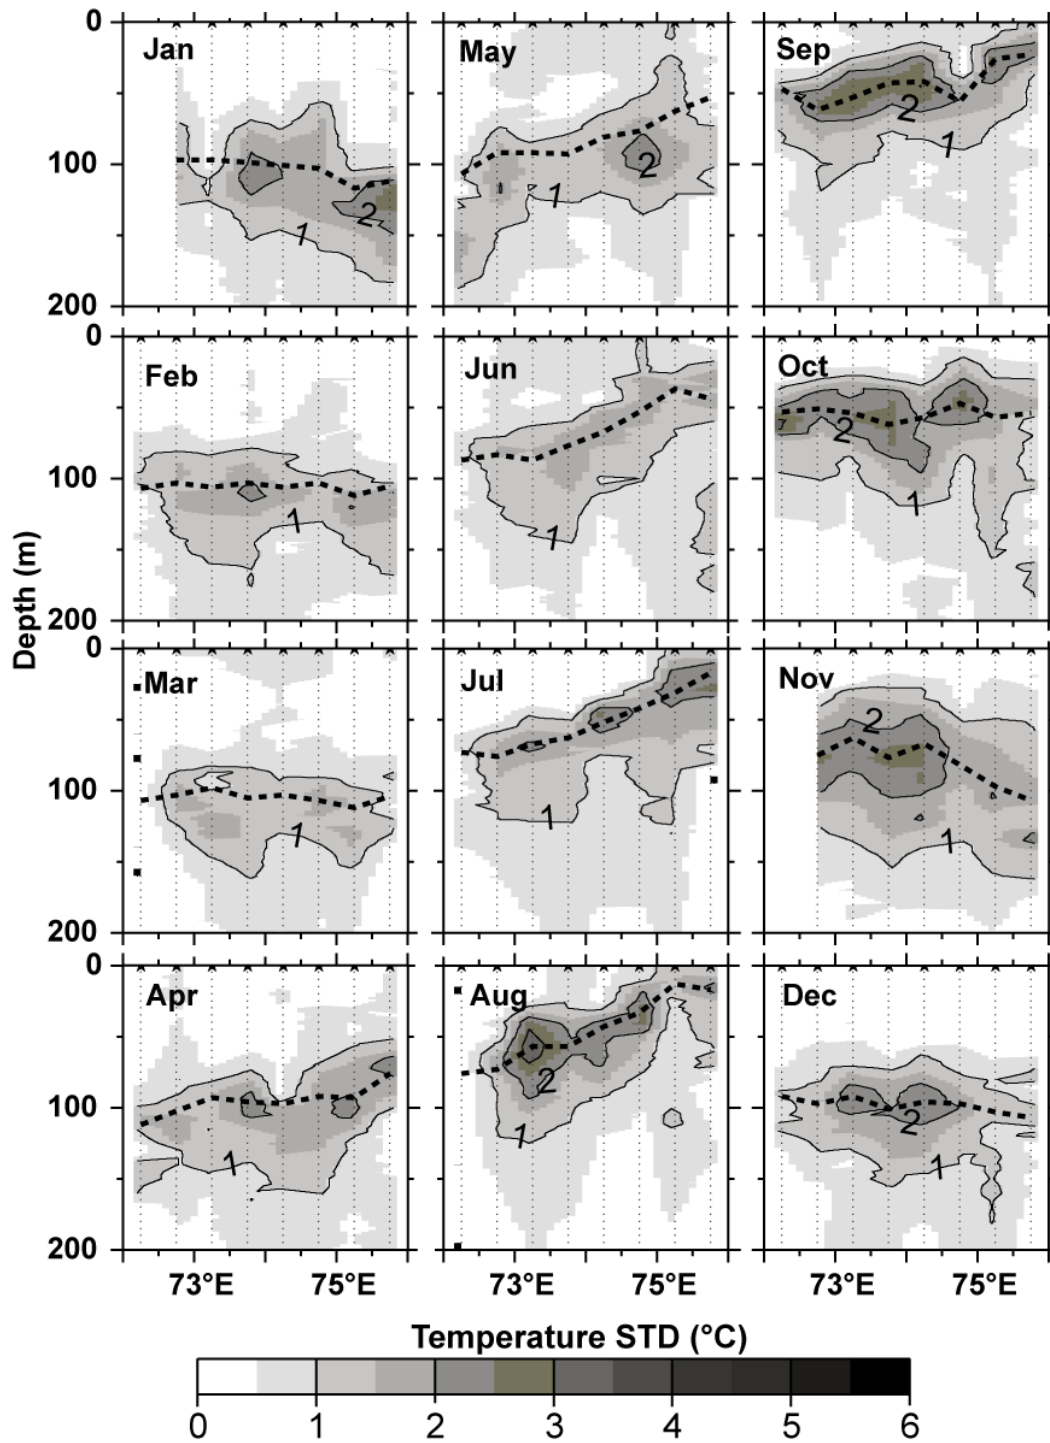 0
Jan
May
Sep
2
1
100
2
2
1
1
200
0
Feb
Jun
Oct
2
100
1
1
1
Depth (m)
200
0
Mar
Jul
Nov
2
100
1
1
1
200
0
Apr
Aug
Dec
2
100
2
1
1
1
200
73°E 75°E 73°E 75°E 73°E 75°E
Temperature STD (°C)
0 1 2 3 4 5 6